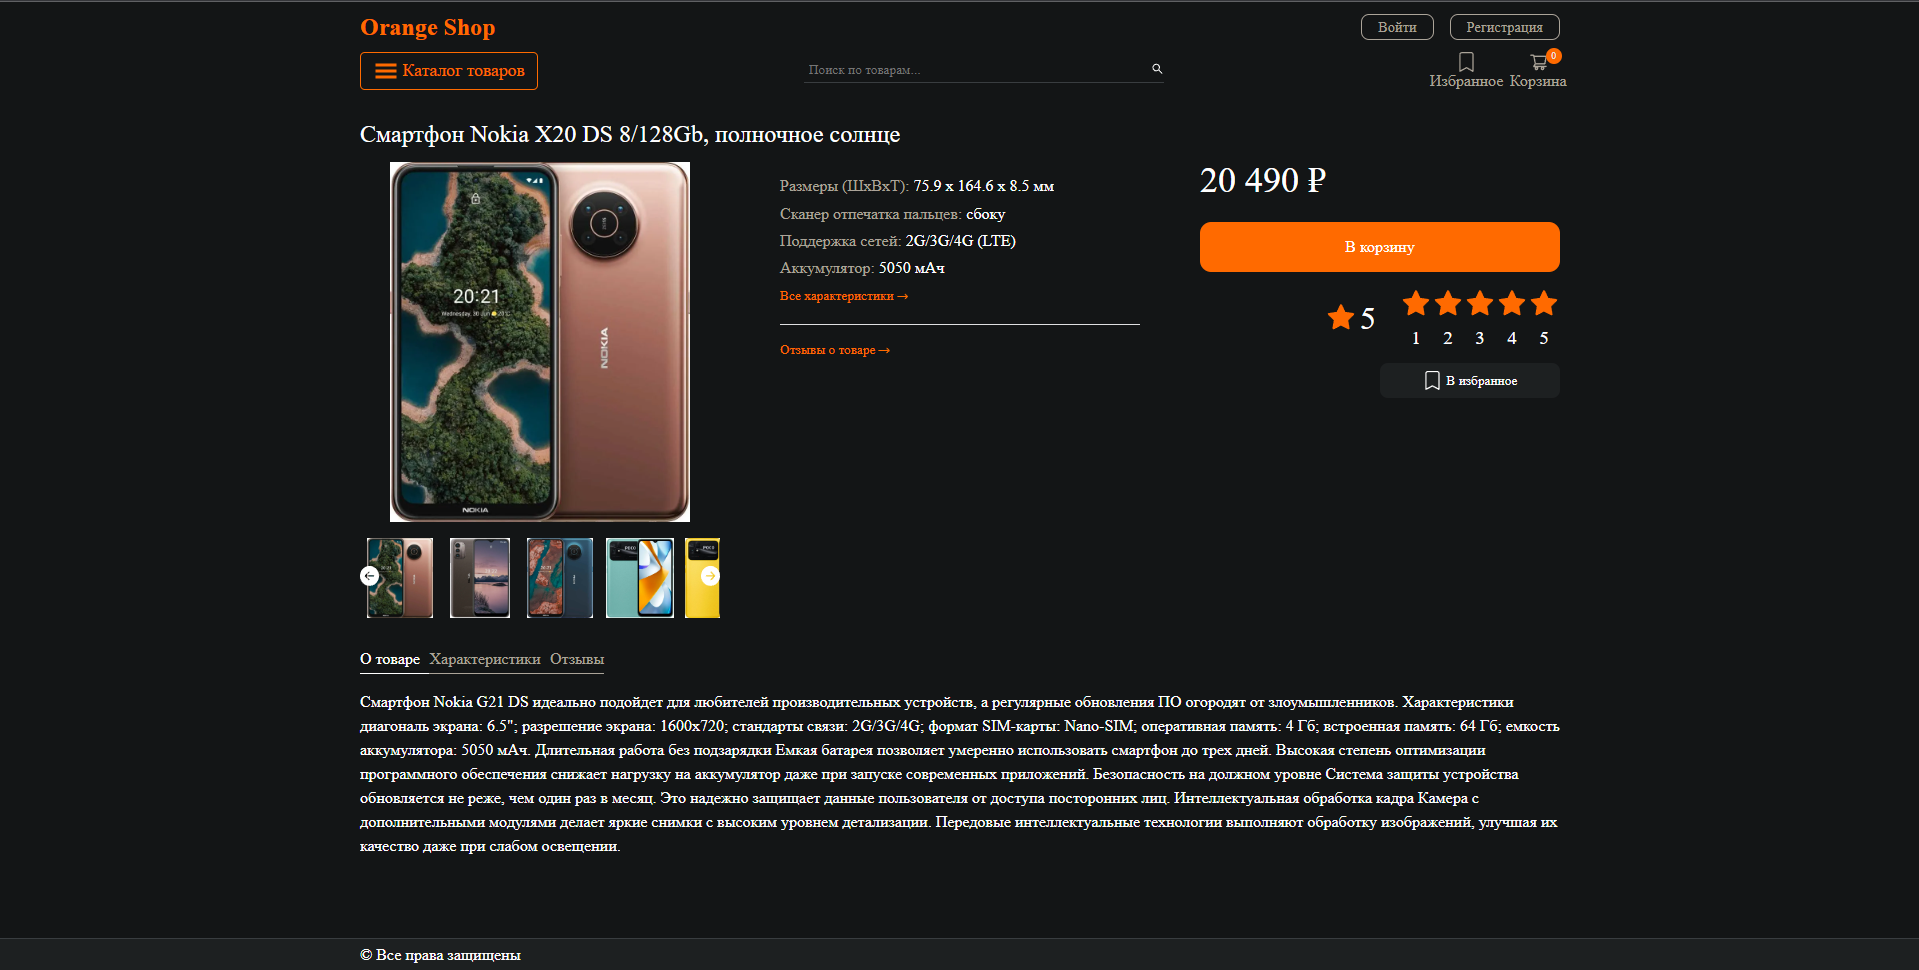 Orange Shop
Войти
Регистрация
Каталог товаров
Поиск по товарам...
Избранное
0
Корзина
Смартфон Nokia X20 DS 8/128Gb, полночное солнце
20:21
NOKIA
NOKIA
Размеры (ШхВхТ): 75.9 x 164.6 x 8.5 мм
Сканер отпечатка пальцев: сбоку
Поддержка сетей: 2G/3G/4G (LTE)
Аккумулятор: 5050 мАч
Все характеристики →
Отзывы о товаре →
20 490 ₽
В корзину
5
1 2 3 4 5
В избранное
О товаре Характеристики Отзывы
Смартфон Nokia G21 DS идеально подойдет для любителей производительных устройств, а регулярные обновления ПО огородят от злоумышленников. Характеристики
диагональ экрана: 6.5"; разрешение экрана: 1600x720; стандарты связи: 2G/3G/4G; формат SIM-карты: Nano-SIM; оперативная память: 4 Гб; встроенная память: 64 Гб; емкость
аккумулятора: 5050 мАч. Длительная работа без подзарядки Емкая батарея позволяет умеренно использовать смартфон до трех дней. Высокая степень оптимизации
программного обеспечения снижает нагрузку на аккумулятор даже при запуске современных приложений. Безопасность на должном уровне Система защиты устройства
обновляется не реже, чем один раз в месяц. Это надежно защищает данные пользователя от доступа посторонних лиц. Интеллектуальная обработка кадра Камера с
дополнительными модулями делает яркие снимки с высоким уровнем детализации. Передовые интеллектуальные технологии выполняют обработку изображений, улучшая их
качество даже при слабом освещении.
© Все права защищены